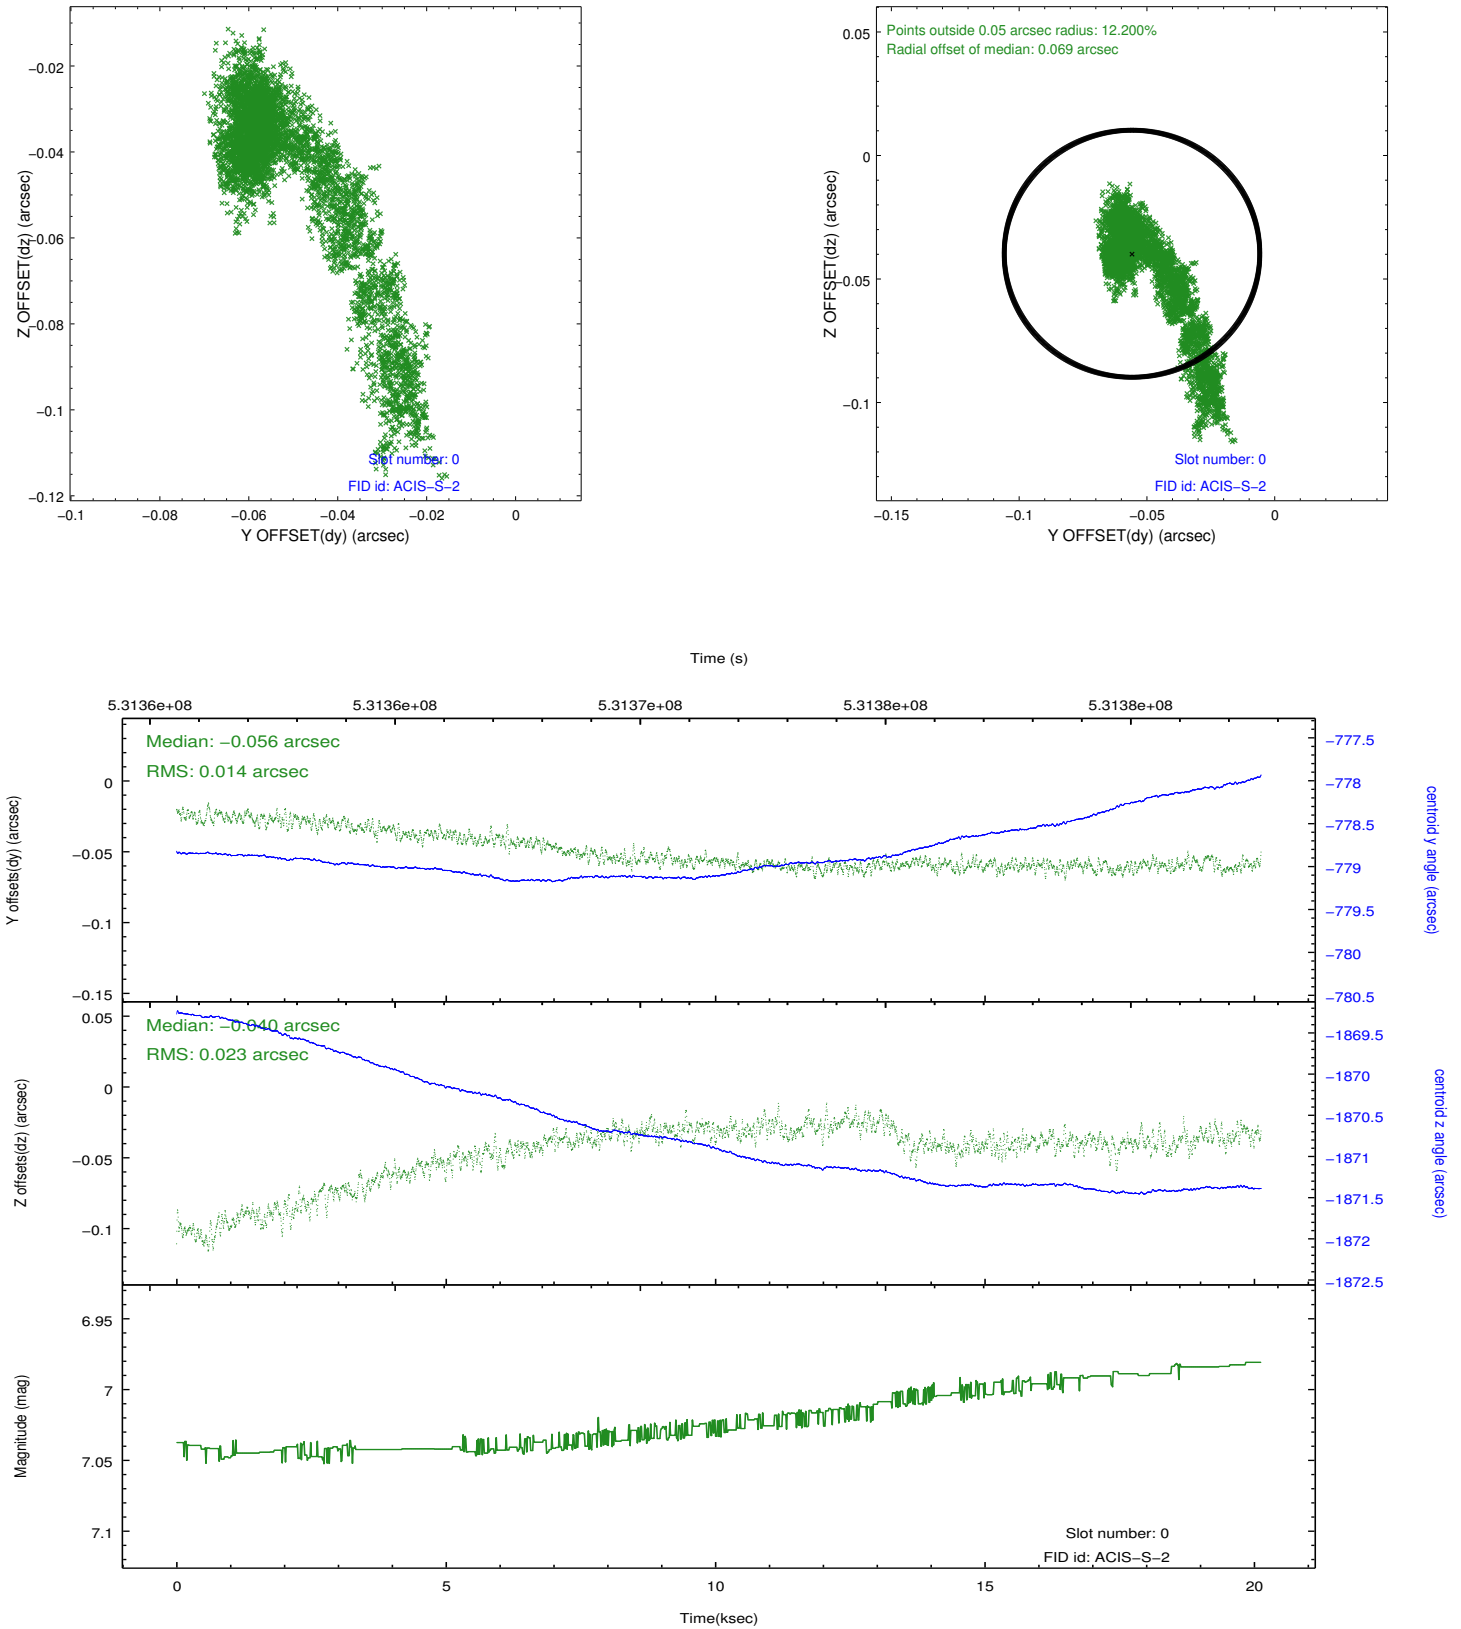 −0.02
−0.04
−0.06
−0.08
−0.1
−0.12
Z OFFSET(dz) (arcsec)
−0.1 −0.08 −0.06 −0.04 −0.02 0
Y OFFSET(dy) (arcsec)
Slot number: 0
FID id: ACIS−S−2
Points outside 0.05 arcsec radius: 12.200%
Radial offset of median: 0.069 arcsec
0.05
0
−0.05
−0.1
Z OFFSET(dz) (arcsec)
Slot number: 0
FID id: ACIS−S−2
−0.15 −0.1 −0.05 0
Y OFFSET(dy) (arcsec)
Time (s)
5.3136e+08 5.3136e+08 5.3137e+08 5.3138e+08 5.3138e+08
Median: −0.056 arcsec
RMS: 0.014 arcsec
0
−0.05
−0.1
−0.15
Y offsets(dy) (arcsec)
−777.5
−778
−778.5
−779
−779.5
−780
−780.5
centroid y angle (arcsec)
Median: −0.040 arcsec
RMS: 0.023 arcsec
0.05
0
−0.05
−0.1
Z offsets(dz) (arcsec)
−1869.5
−1870
−1870.5
−1871
−1871.5
−1872
−1872.5
centroid z angle (arcsec)
6.95
7
7.05
7.1
Magnitude (mag)
Slot number: 0
FID id: ACIS−S−2
0 5 10 15 20
Time(ksec)